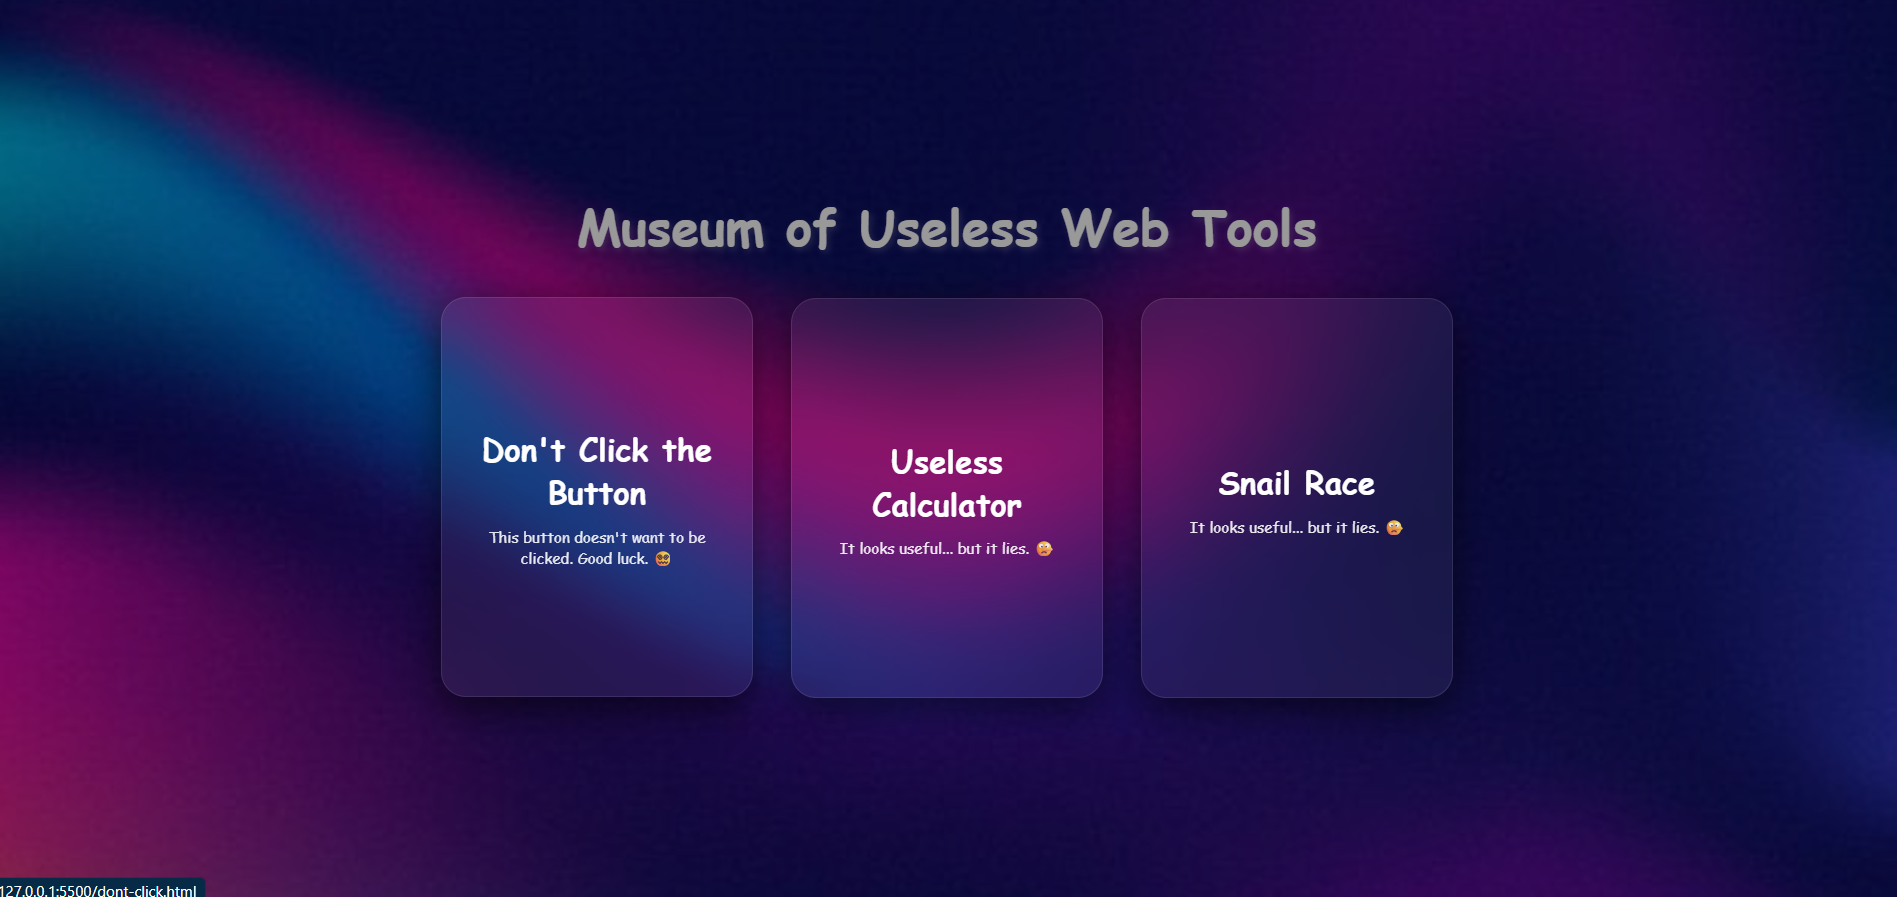 Museum of Useless Web Tools
Don't Click the
Button
This button doesn't want to be
clicked. Good luck. 😵
Useless
Calculator
It looks useful... but it lies. 🫨
Snail Race
It looks useful... but it lies. 🫨
127.0.0.1:5500/dont-click.html